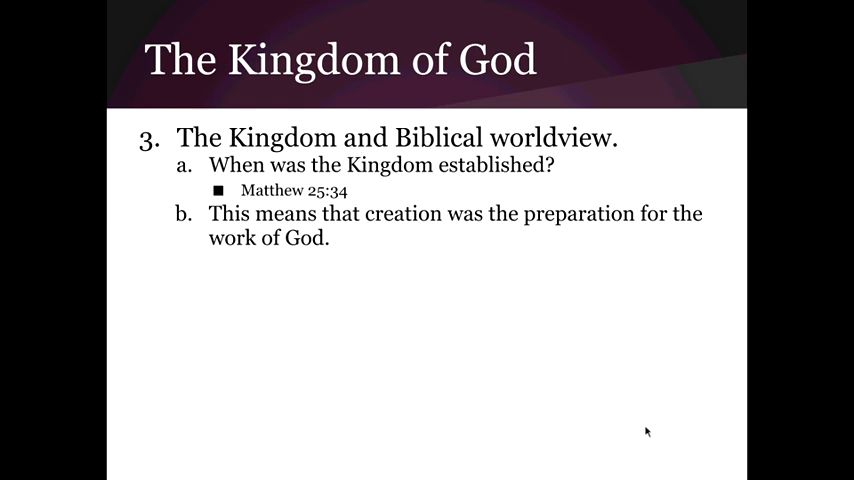 The Kingdom of God
3. The Kingdom and Biblical worldview.
a. When was the Kingdom established?
■ Matthew 25:34
b. This means that creation was the preparation for the
work of God.